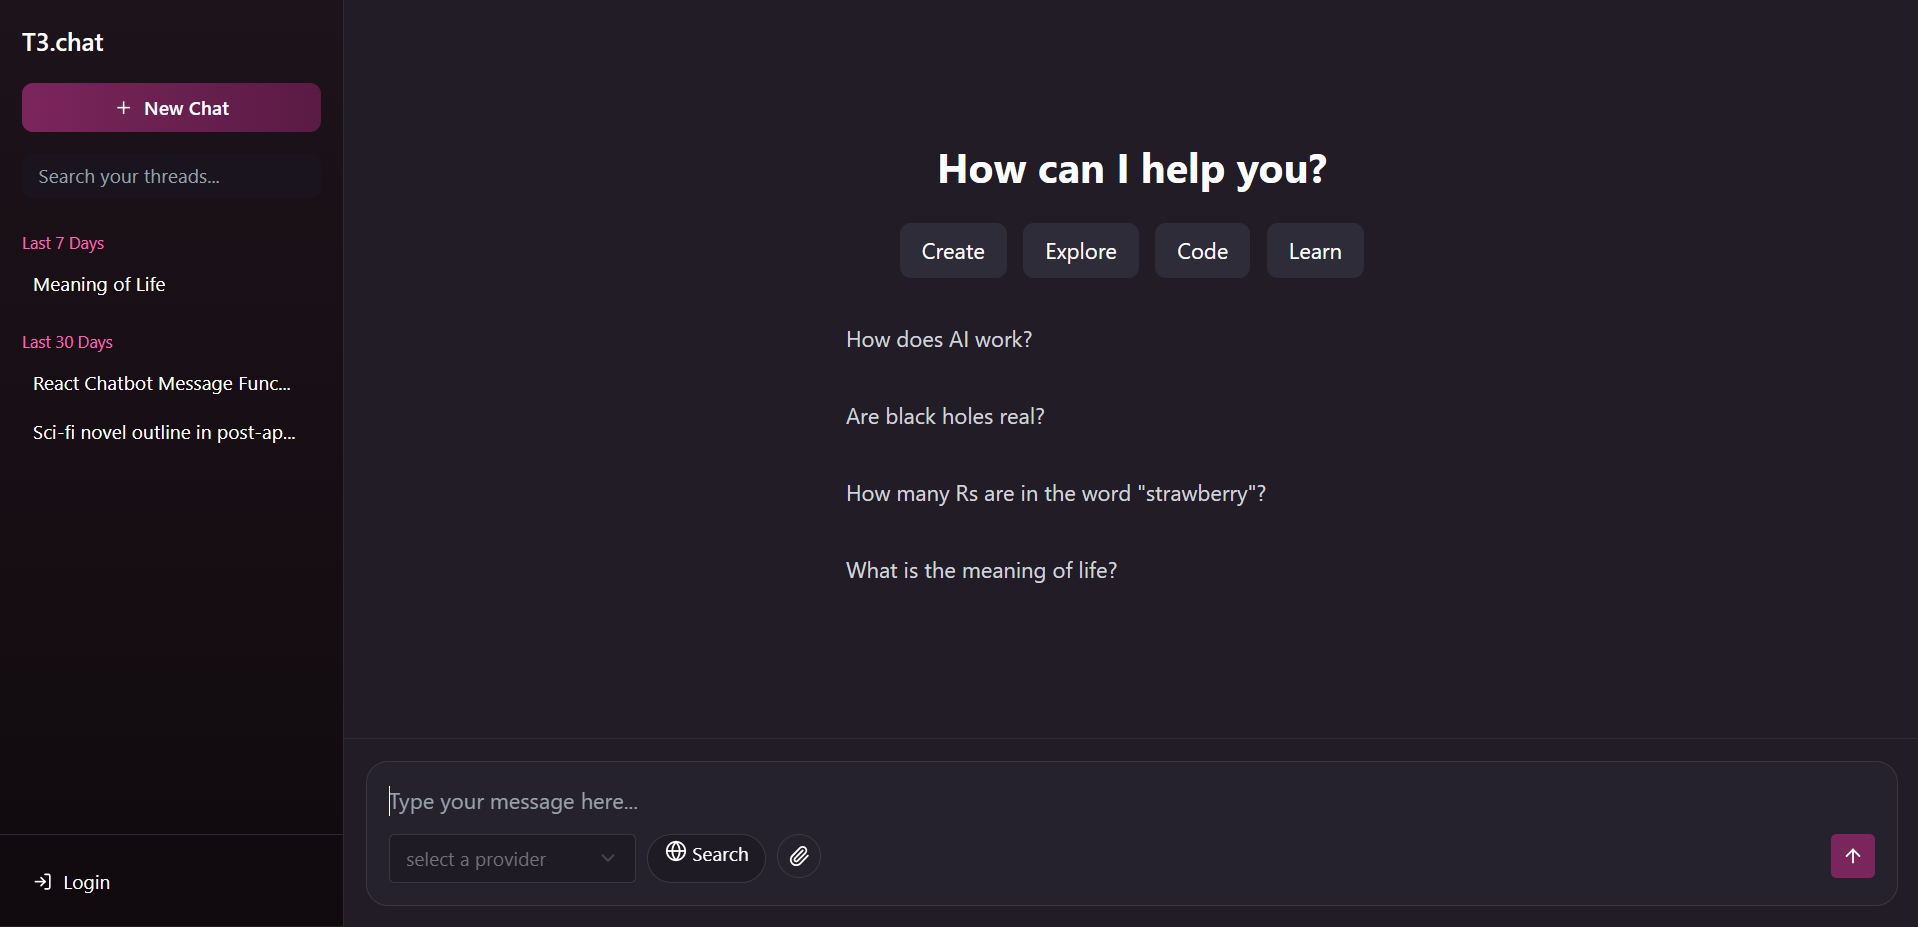 T3.chat
New Chat
Search your threads...
Last 7 Days
Meaning of Life
Last 30 Days
React Chatbot Message Func...
Sci-fi novel outline in post-ap...
Login
How can I help you?
Create
Explore
Code
Learn
How does AI work?
Are black holes real?
How many Rs are in the word "strawberry"?
What is the meaning of life?
Type your message here...
select a provider
Search